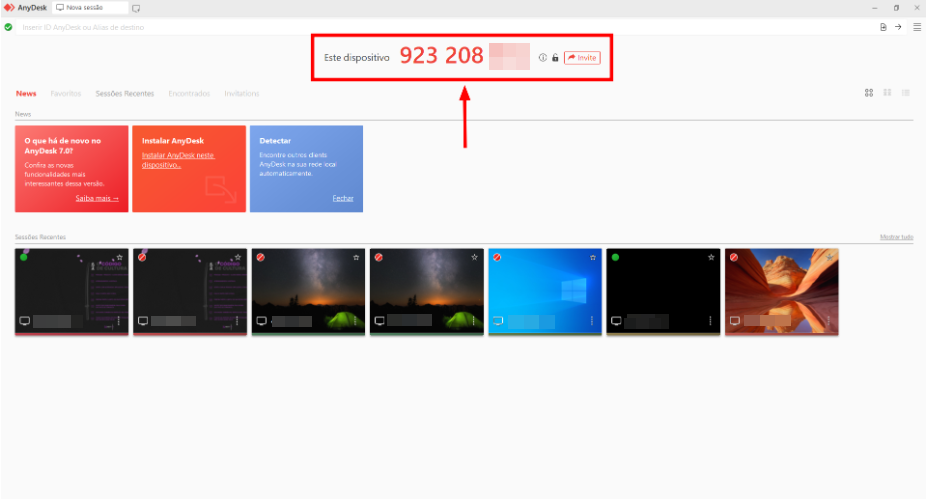 AnyDesk
Nova sessão
Inserir ID AnyDesk ou Alias de destino
Este dispositivo 923 208
Invite
News Favoritos Sessões Recentes Encontrados Invitations
News
O que há de novo no
AnyDesk 7.0?
Confira as novas
funcionalidades mais
interessantes dessa versão.
Saiba mais →
Instalar AnyDesk
Instalar AnyDesk neste
dispositivo...
Detectar
Encontre outros clients
AnyDesk na sua rede local
automaticamente.
Fechar
Sessões Recentes
Mostrar tudo